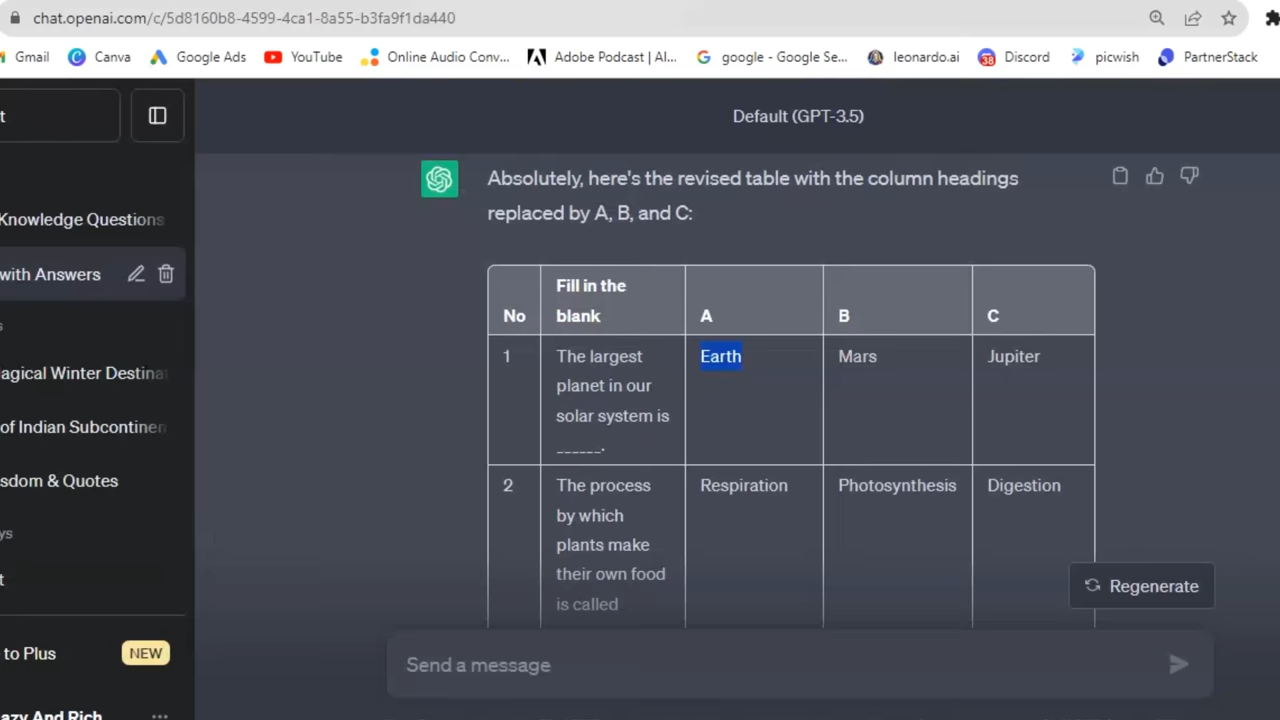 chat.openai.com/c/5d8160b8-4599-4ca1-8a55-b3fa9f1da440
Gmail Canva Google Ads YouTube Online Audio Conv... Adobe Podcast | Al... google - Google Se... leonardo.ai 38 Discord picwish PartnerStack
t
Default (GPT-3.5)
Absolutely, here's the revised table with the column headings
replaced by A, B, and C:
Knowledge Questions
with Answers
s
agical Winter Destina
of Indian Subcontinen
sdom & Quotes
ys
t
to Plus NEW
azy And Rich ...
Fill in the
No blank A B C
1 The largest Earth Mars Jupiter
planet in our
solar system is
______.
2 The process Respiration Photosynthesis Digestion
by which
plants make
their own food
is called
Regenerate
Send a message